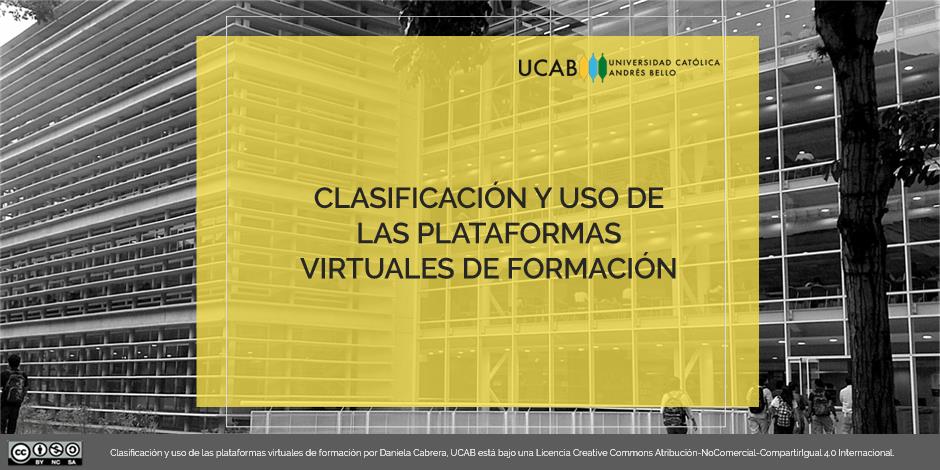 UCAB UNIVERSIDAD CATÓLICA
ANDRÉS BELLO
CLASIFICACIÓN Y USO DE
LAS PLATAFORMAS
VIRTUALES DE FORMACIÓN
cc BY NC SA
Clasificación y uso de las plataformas virtuales de formación por Daniela Cabrera, UCAB está bajo una Licencia Creative Commons Atribución-NoComercial-CompartirIgual 4.0 Internacional.